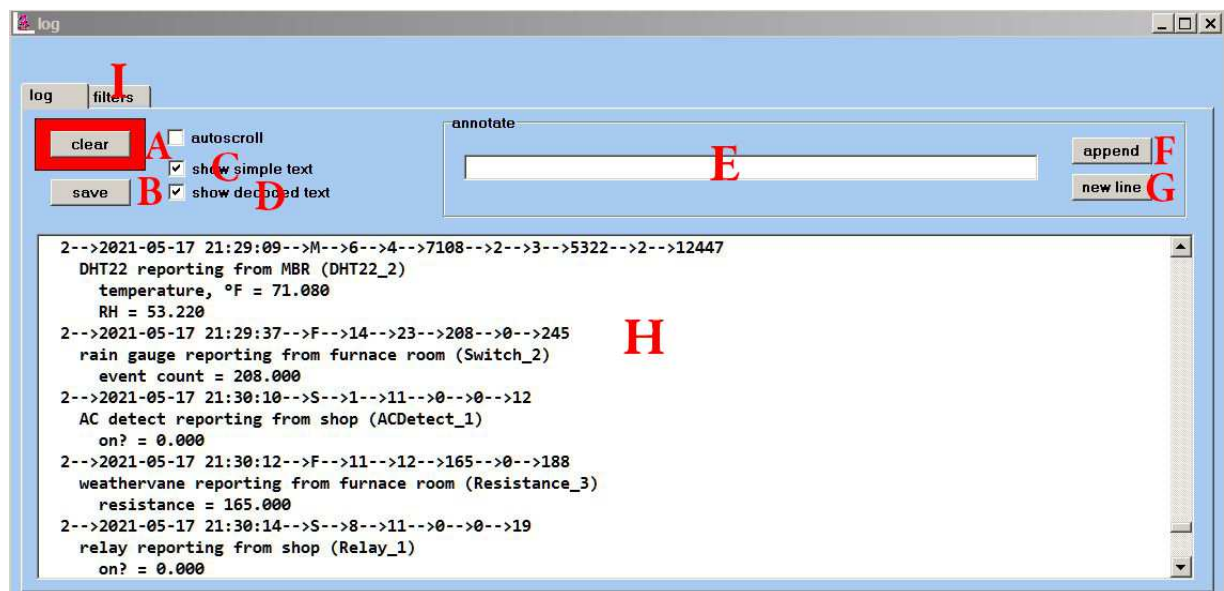 log
I
log filters
clear A autoscroll annotate
C show simple text E append F
save B D show decoded text new line G
2-->2021-05-17 21:29:09-->M-->6-->4-->7108-->2-->3-->5322-->2-->12447
DHT22 reporting from MBR (DHT22_2)
temperature, ºF = 71.080
RH = 53.220
2-->2021-05-17 21:29:37-->F-->14-->23-->208-->0-->245
H
rain gauge reporting from furnace room (Switch_2)
event count = 208.000
2-->2021-05-17 21:30:10-->S-->1-->11-->0-->0-->12
AC detect reporting from shop (ACDetect_1)
on? = 0.000
2-->2021-05-17 21:30:12-->F-->11-->12-->165-->0-->188
weathervane reporting from furnace room (Resistance_3)
resistance = 165.000
2-->2021-05-17 21:30:14-->S-->8-->11-->0-->0-->19
relay reporting from shop (Relay_1)
on? = 0.000